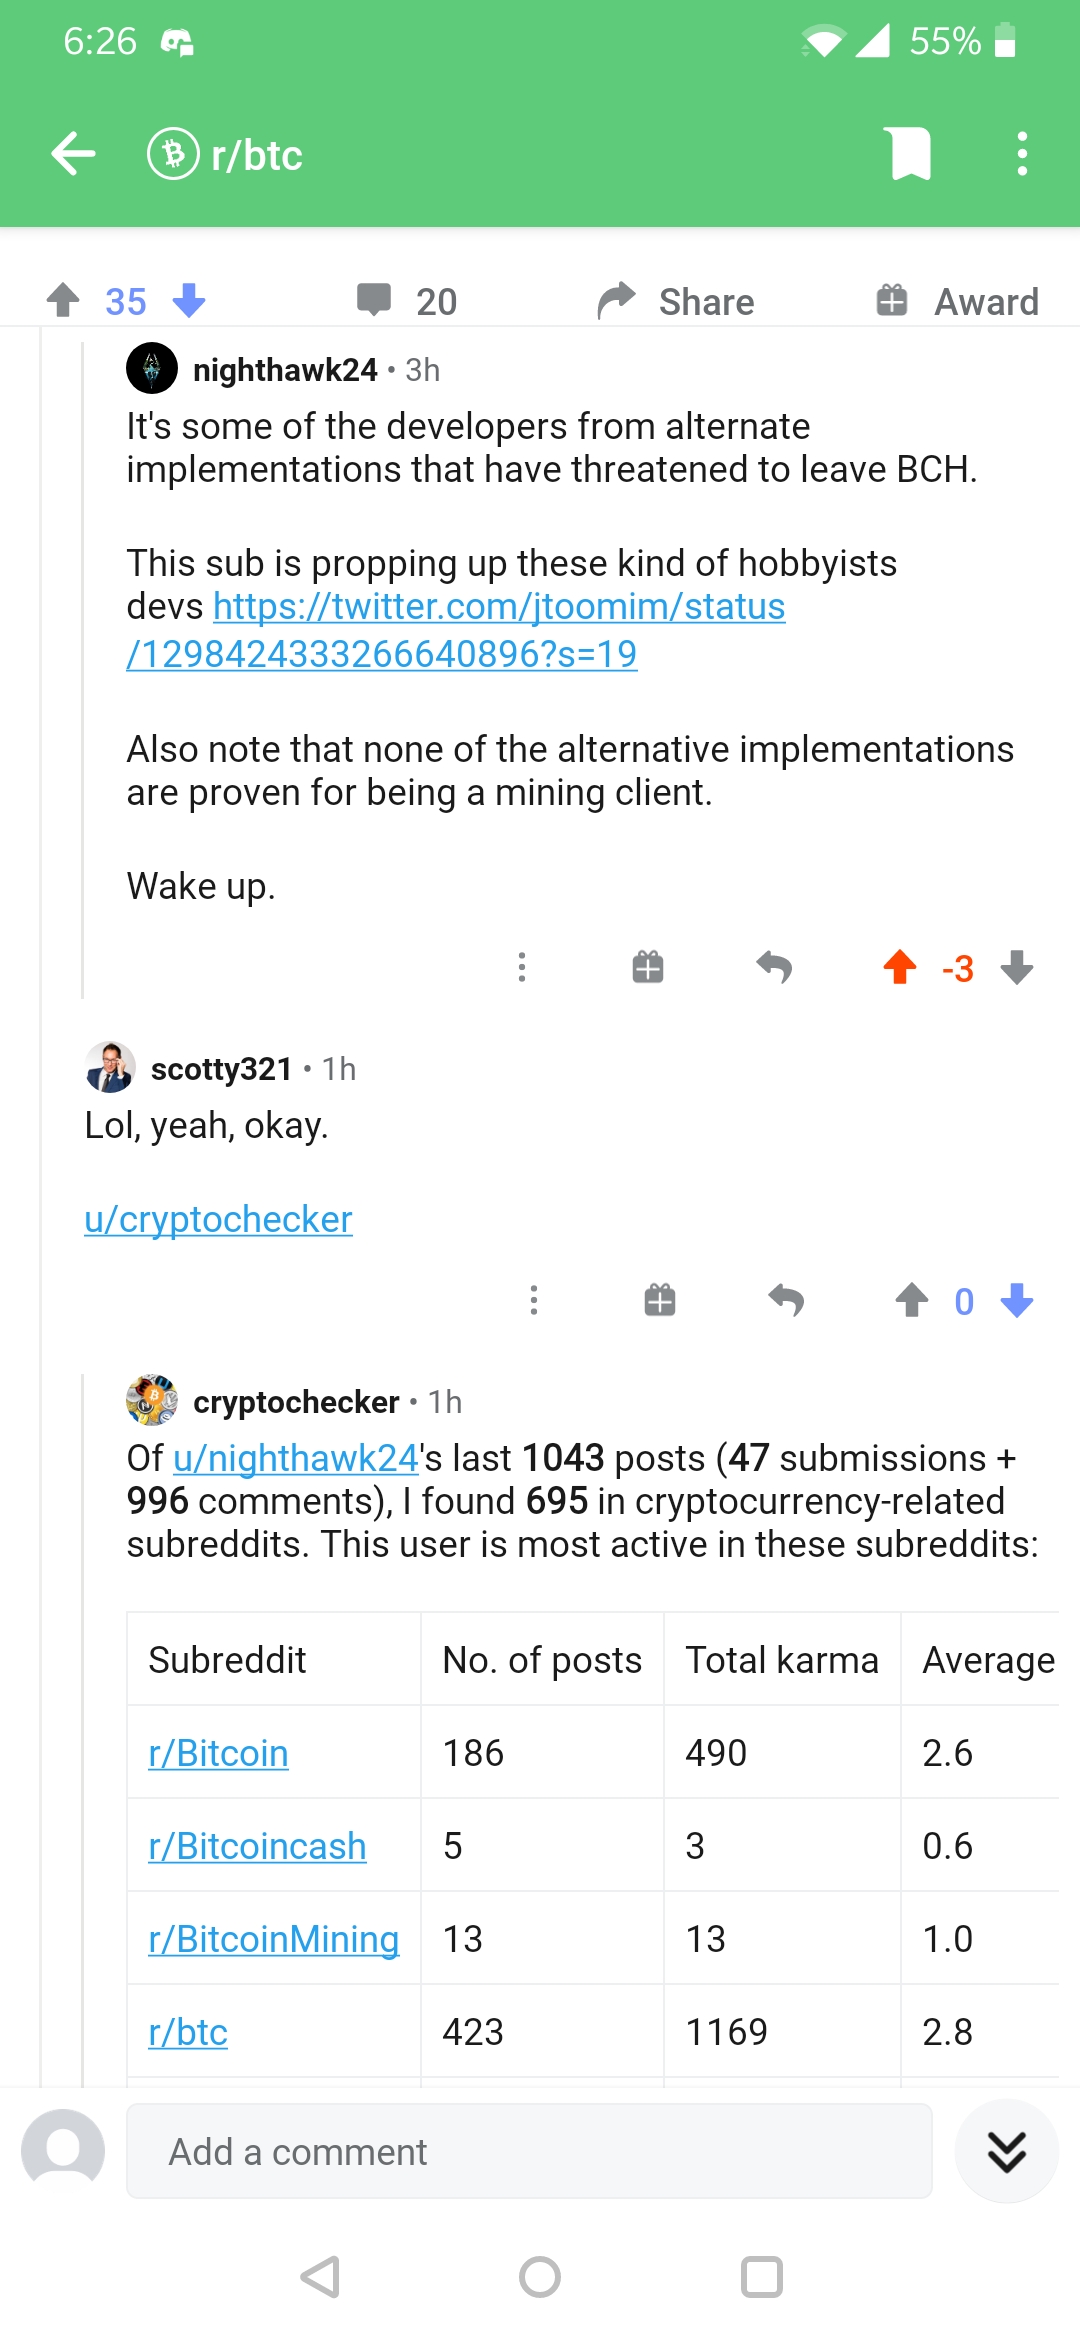 6:26 55%
r/btc
35 20 Share Award
nighthawk24 • 3h
It's some of the developers from alternate
implementations that have threatened to leave BCH.
This sub is propping up these kind of hobbyists
devs https://twitter.com/jtoomim/status
/1298424333266640896?s=19
Also note that none of the alternative implementations
are proven for being a mining client.
Wake up.
-3
scotty321 • 1h
Lol, yeah, okay.
u/cryptochecker
0
cryptochecker • 1h
Of u/nighthawk24's last 1043 posts (47 submissions +
996 comments), I found 695 in cryptocurrency-related
subreddits. This user is most active in these subreddits:
Subreddit No. of posts Total karma Average
r/Bitcoin 186 490 2.6
r/Bitcoincash 5 3 0.6
r/BitcoinMining 13 13 1.0
r/btc 423 1169 2.8
Add a comment